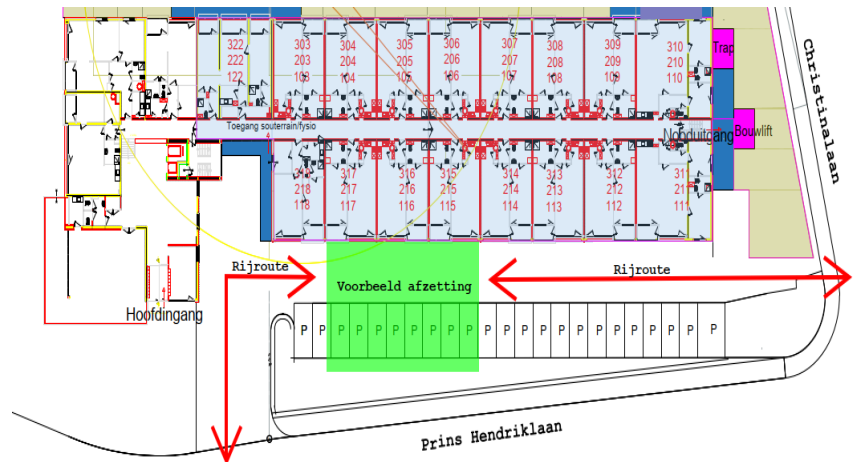 322 303 304 305 306 307 308 309 310
222 203 204 205 206 207 208 209 210
122 103 104 105 106 107 108 109 110
Trap
Christinalaan
Toegang souterrain/fysio
Nooduitgang
Bouwlift
318 317 316 315 314 313 312 311
218 217 216 215 214 213 212 211
118 117 116 115 114 113 112 111
Rijroute
Voorbeeld afzetting
Rijroute
Hoofdingang
P P P P P P P P P P P P P P P P P P P P P P P
Prins Hendriklaan